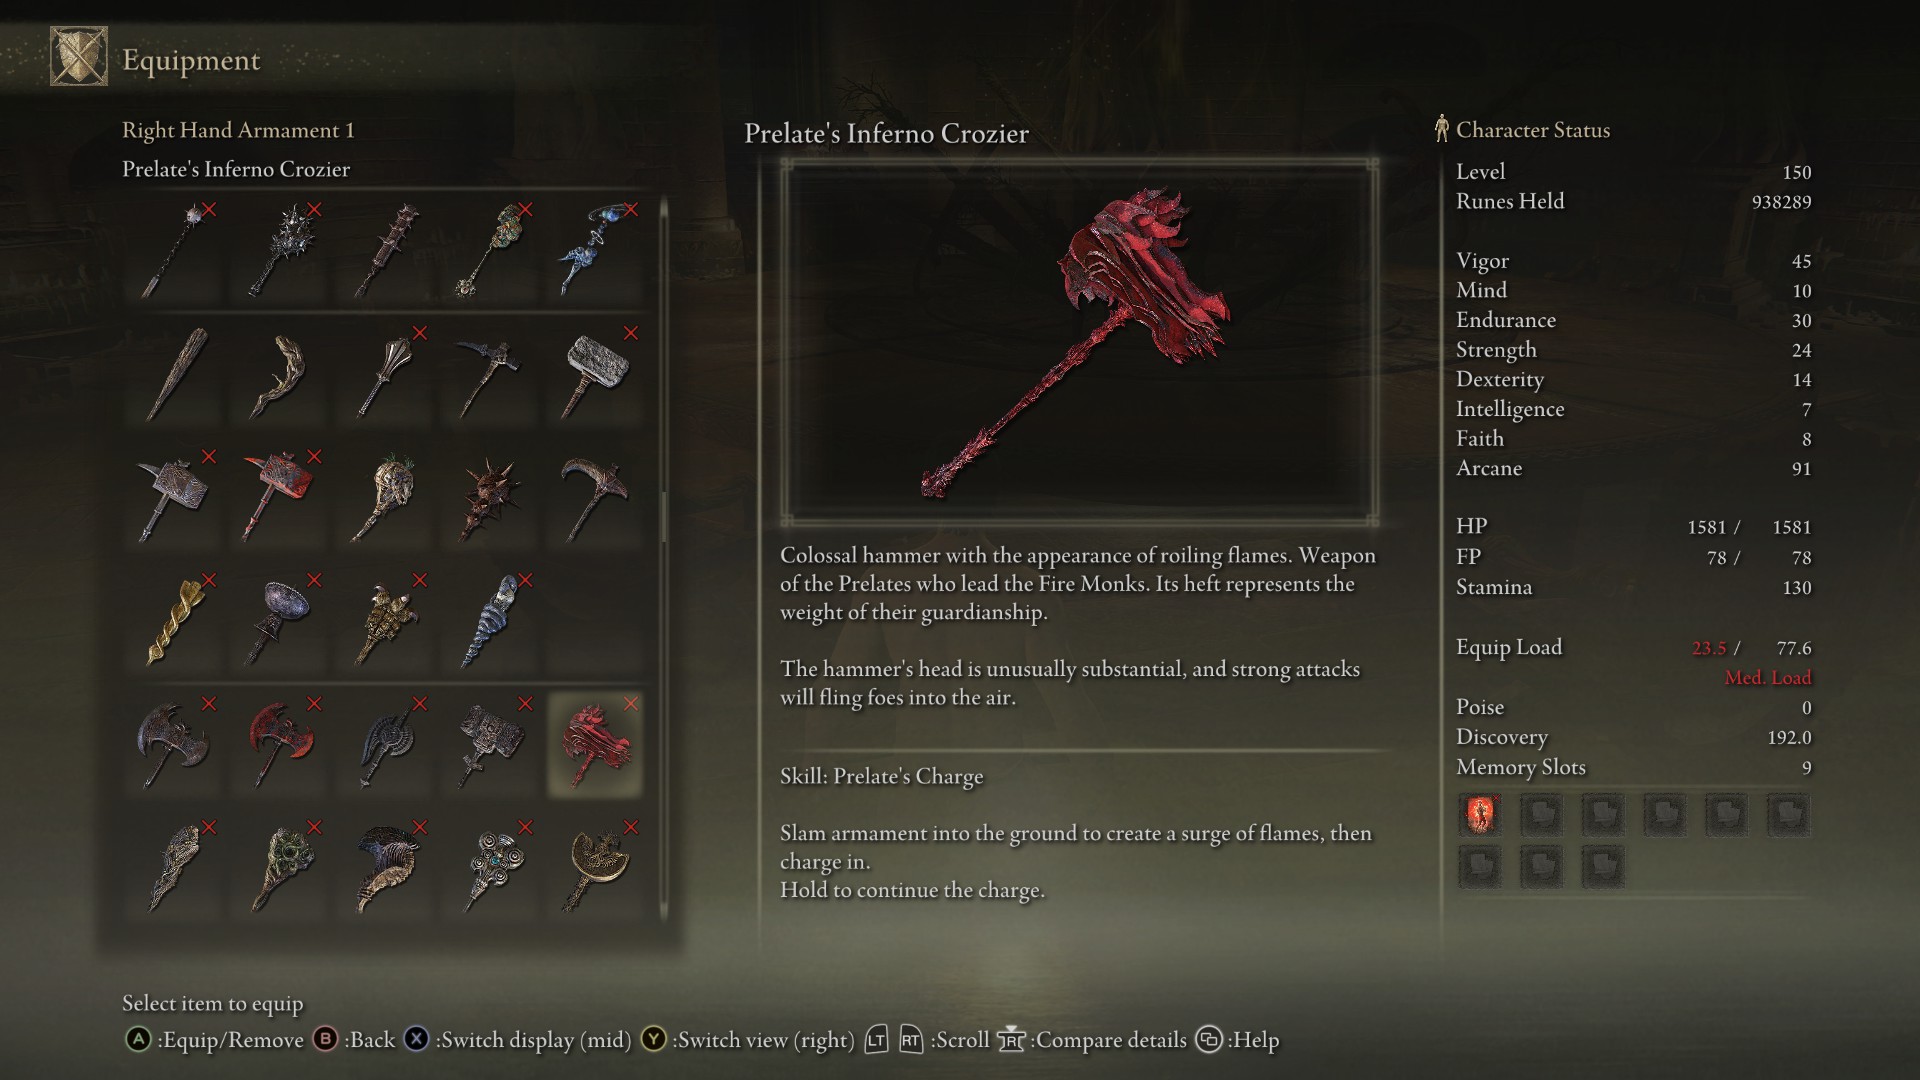 Equipment
Right Hand Armament 1
Prelate's Inferno Crozier
Prelate's Inferno Crozier
Colossal hammer with the appearance of roiling flames. Weapon
of the Prelates who lead the Fire Monks. Its heft represents the
weight of their guardianship.
The hammer's head is unusually substantial, and strong attacks
will fling foes into the air.
Skill: Prelate's Charge
Slam armament into the ground to create a surge of flames, then
charge in.
Hold to continue the charge.
Character Status
Level 150
Runes Held 938289
Vigor 45
Mind 10
Endurance 30
Strength 24
Dexterity 14
Intelligence 7
Faith 8
Arcane 91
HP 1581 / 1581
FP 78 / 78
Stamina 130
Equip Load 23.5 / 77.6
Med. Load
Poise 0
Discovery 192.0
Memory Slots 9
Select item to equip
A :Equip/Remove B :Back X :Switch display (mid) Y :Switch view (right) LT RT :Scroll R :Compare details :Help